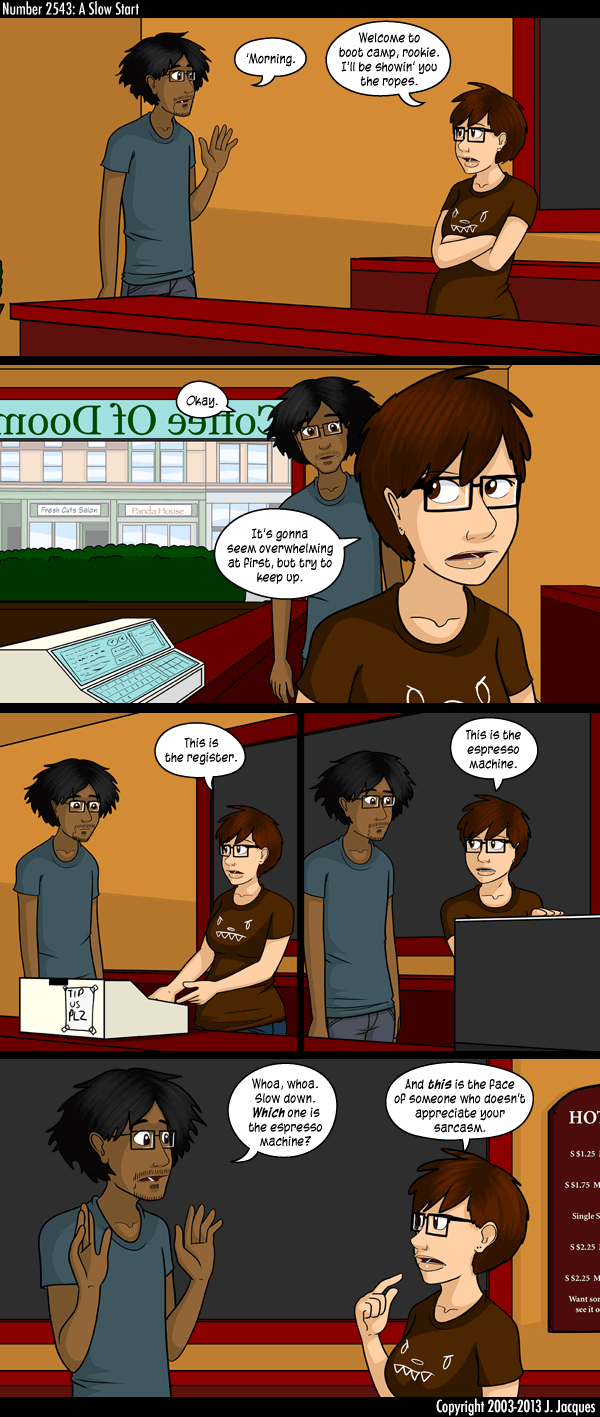 Number 2543: A Slow Start
'Morning.
Welcome to
boot camp, rookie.
I'll be showin' you
the ropes.
Okay.
Coffee Of Doom
Fresh Cuts Salon
Panda House
It's gonna
seem overwhelming
at first, but try to
keep up.
This is
the register.
TIP
US
PLZ
This is the
espresso
machine.
Whoa, whoa.
Slow down.
Which one is
the espresso
machine?
And this is the face
of someone who doesn't
appreciate your
sarcasm.
HOT
S $1.25 M
S $1.75 M
Single S
S $2.25
S $2.25 M
Want som
see it o
Copyright 2003-2013 J. Jacques